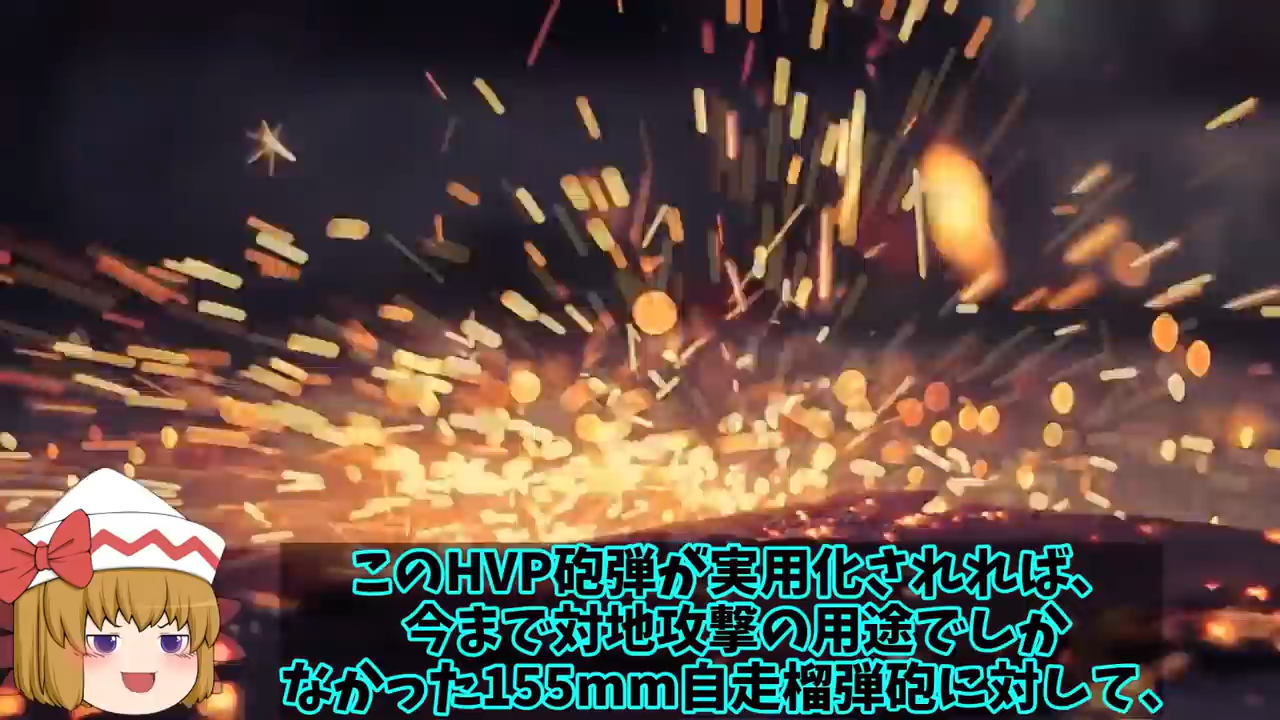 このHVP砲弾が実用化されれば、
今まで対地攻撃の用途でしか
なかった155mm自走榴弾砲に対して、